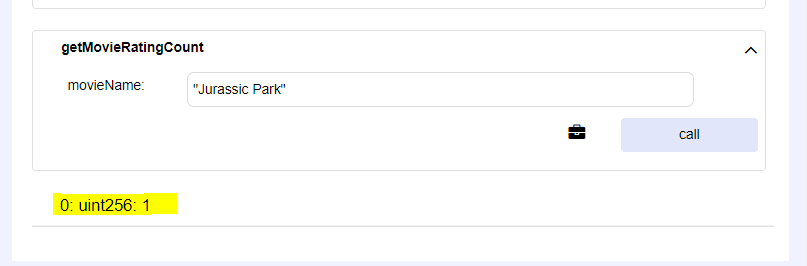 getMovieRatingCount
movieName: "Jurassic Park"
call
0: uint256: 1